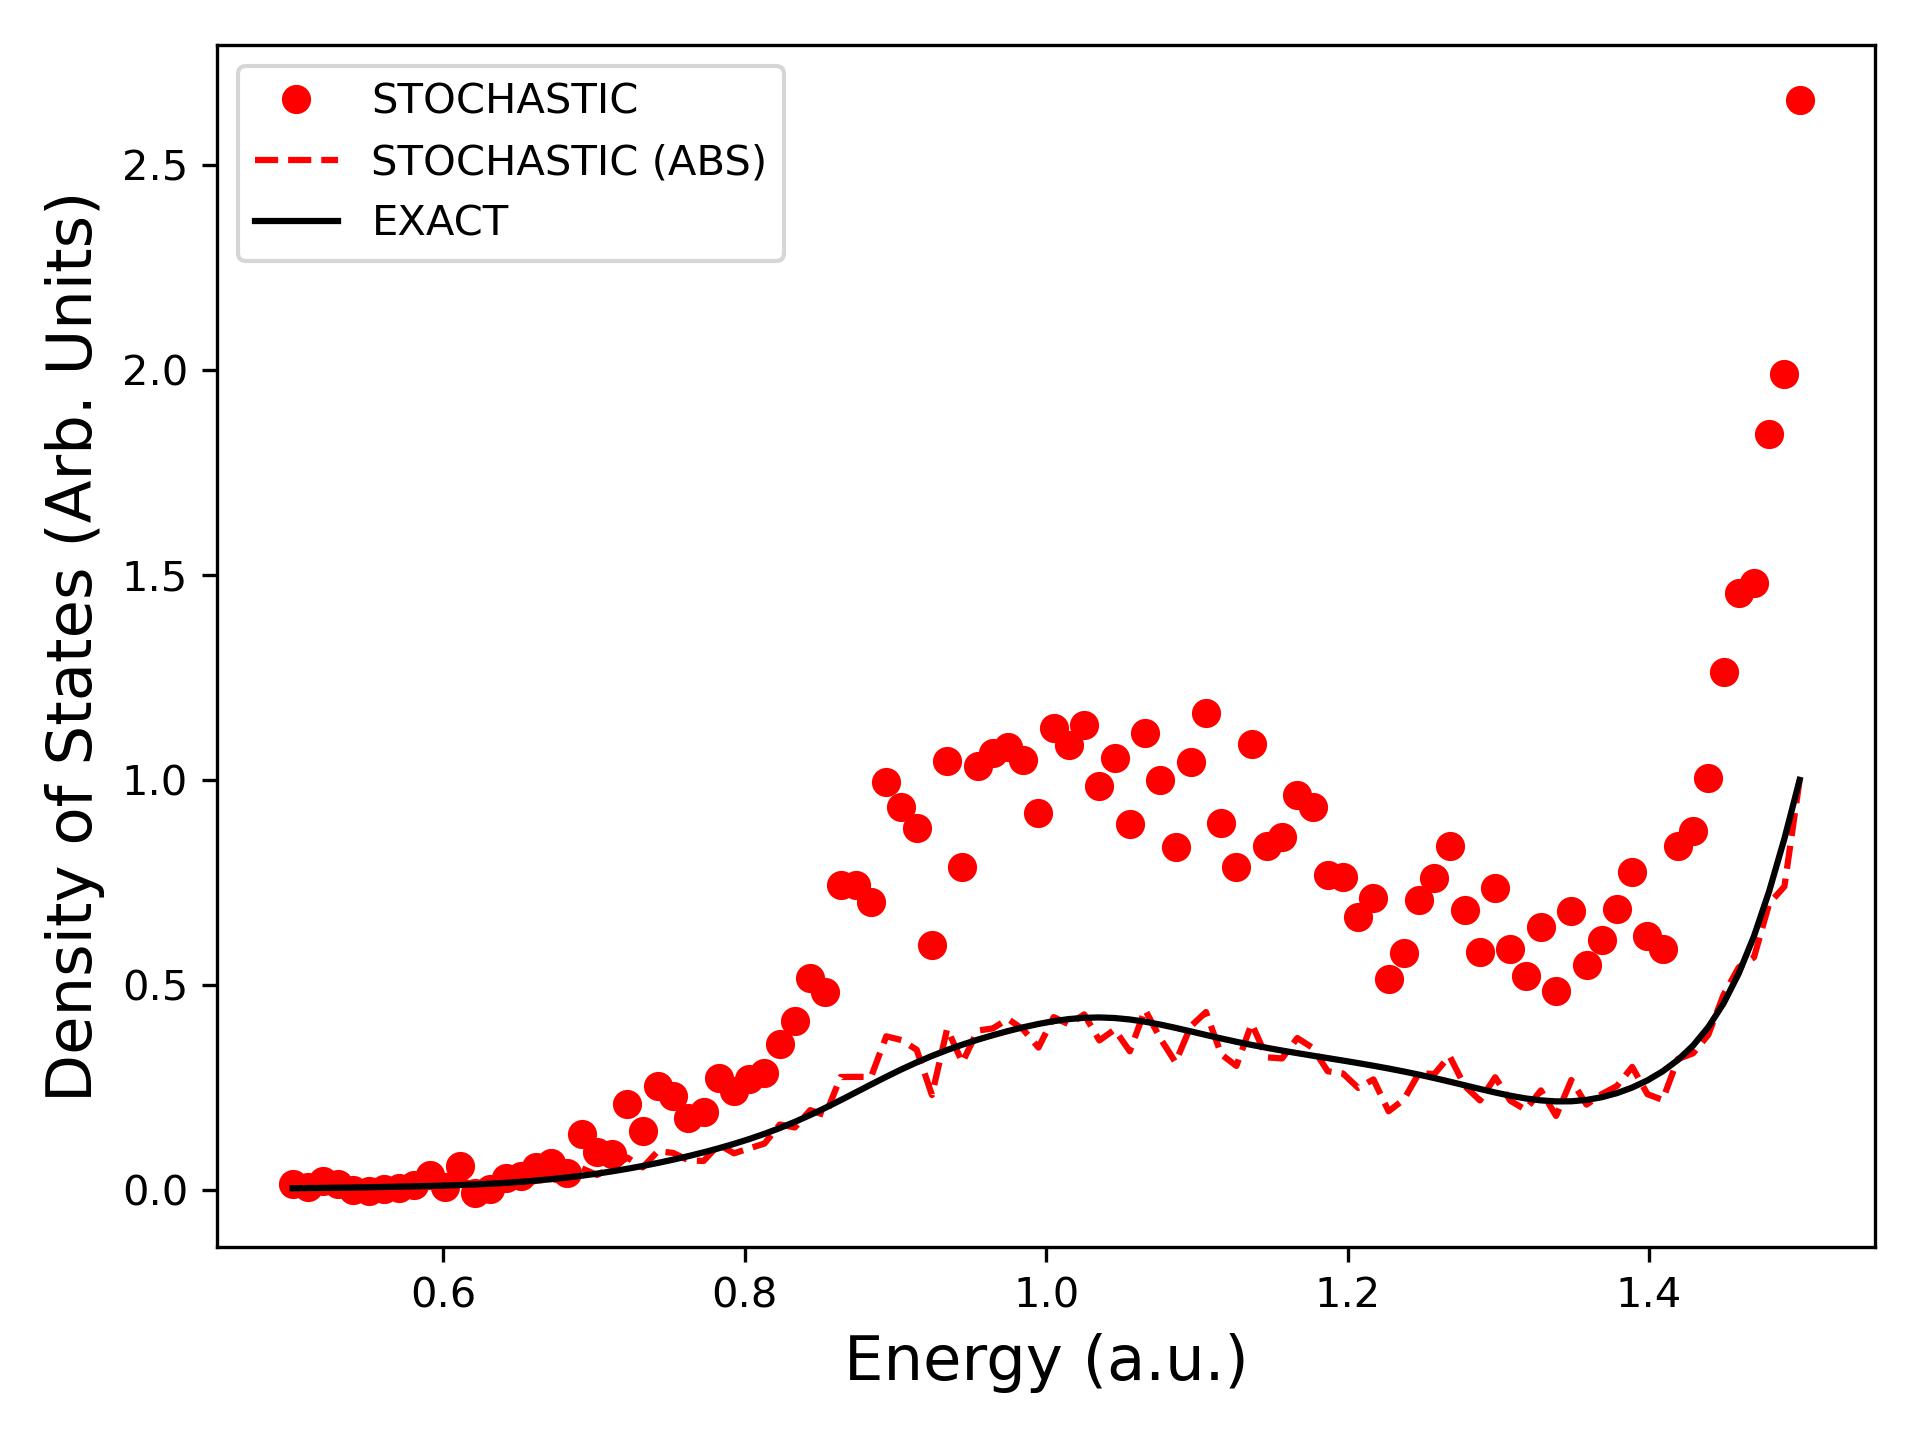 STOCHASTIC
STOCHASTIC (ABS)
EXACT
Density of States (Arb. Units)
2.5
2.0
1.5
1.0
0.5
0.0
0.6 0.8 1.0 1.2 1.4
Energy (a.u.)